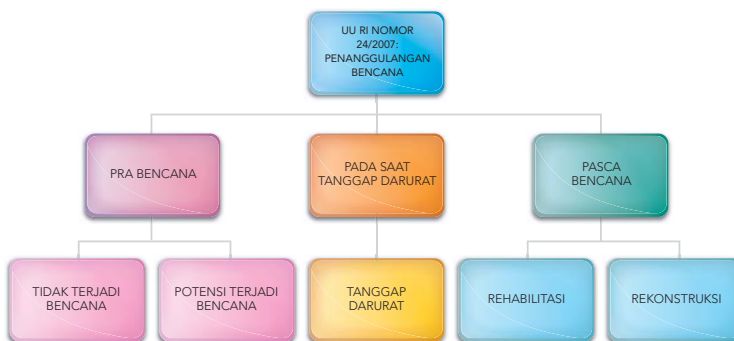 UU RI NOMOR
24/2007:
PENANGGULANGAN
BENCANA
PRA BENCANA
PADA SAAT
TANGGAP DARURAT
PASCA
BENCANA
TIDAK TERJADI
BENCANA
POTENSI TERJADI
BENCANA
TANGGAP
DARURAT
REHABILITASI
REKONSTRUKSI